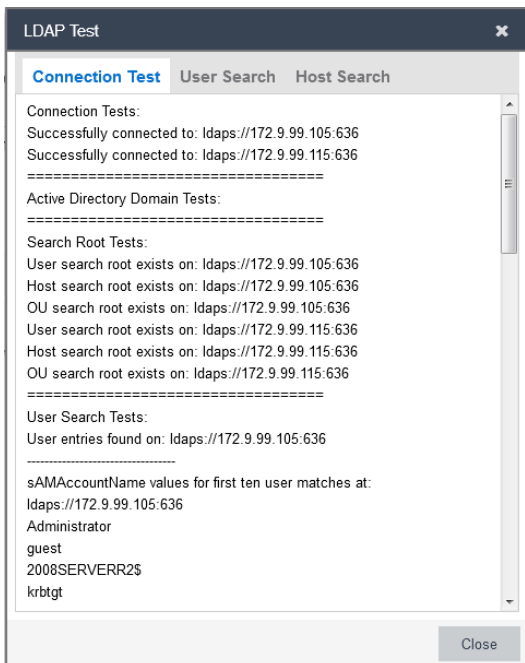 LDAP Test
Connection Test User Search Host Search
Connection Tests:
Successfully connected to: ldaps://172.9.99.105:636
Successfully connected to: ldaps://172.9.99.115:636
===================================
Active Directory Domain Tests:
===================================
Search Root Tests:
User search root exists on: ldaps://172.9.99.105:636
Host search root exists on: ldaps://172.9.99.105:636
OU search root exists on: ldaps://172.9.99.105:636
User search root exists on: ldaps://172.9.99.115:636
Host search root exists on: ldaps://172.9.99.115:636
OU search root exists on: ldaps://172.9.99.115:636
===================================
User Search Tests:
User entries found on: ldaps://172.9.99.105:636
-----------------------------------
sAMAccountName values for first ten user matches at:
ldaps://172.9.99.105:636
Administrator
guest
2008SERVERR2$
krbtgt
Close